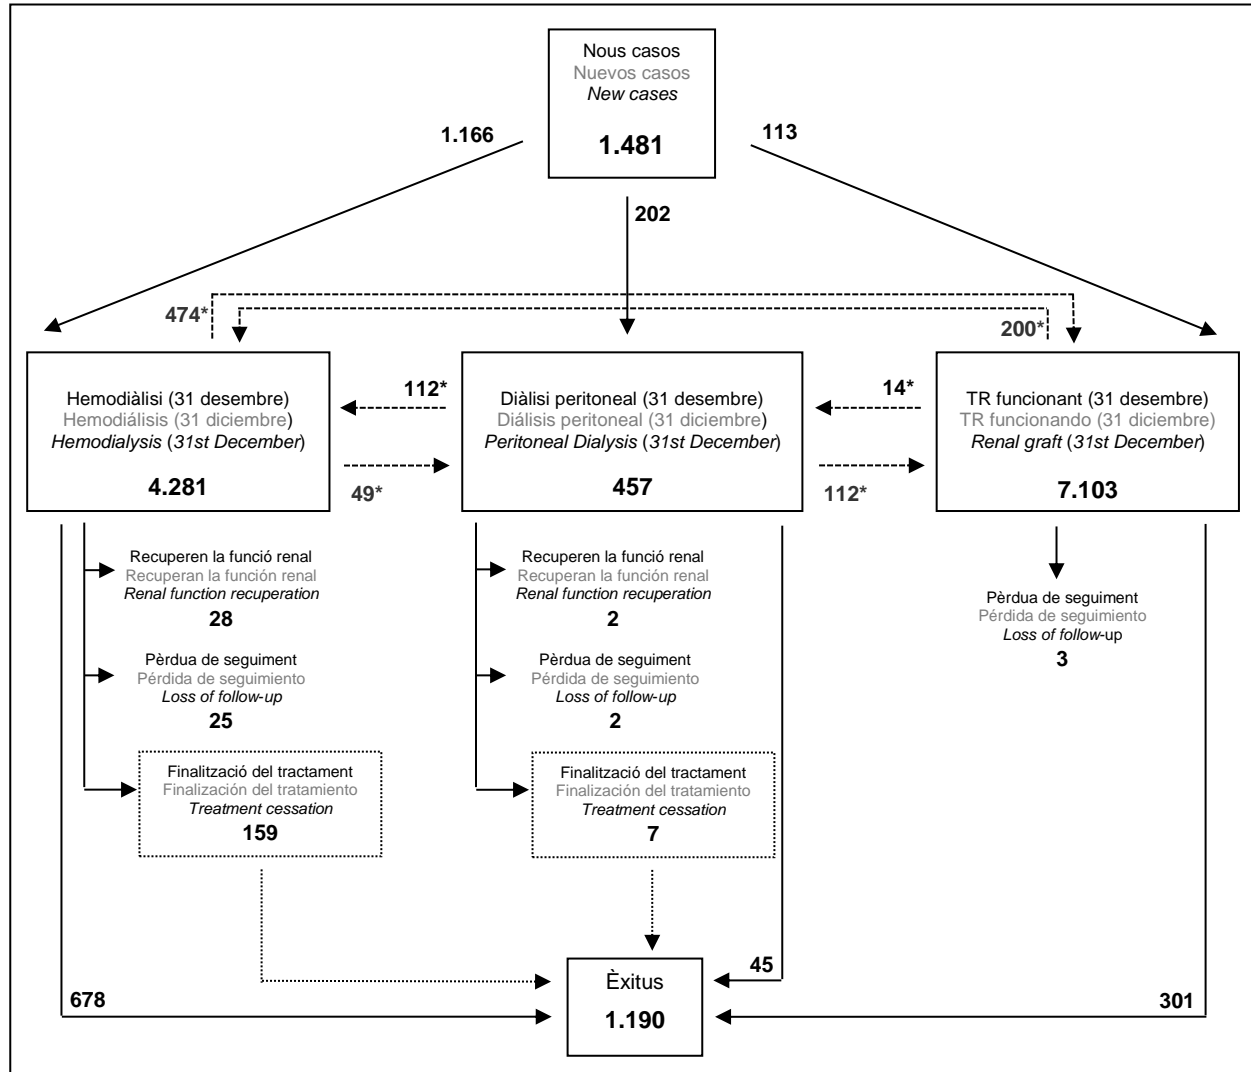 Nous casos
Nuevos casos
New cases
1.481
1.166
113
202
474*
200*
Hemodiàlisi (31 desembre)
Hemodiálisis (31 diciembre)
Hemodialysis (31st December)
4.281
112*
49*
Diàlisi peritoneal (31 desembre)
Diálisis peritoneal (31 diciembre)
Peritoneal Dialysis (31st December)
457
14*
112*
TR funcionant (31 desembre)
TR funcionando (31 diciembre)
Renal graft (31st December)
7.103
Recuperen la funció renal
Recuperan la función renal
Renal function recuperation
28
Pèrdua de seguiment
Pérdida de seguimiento
Loss of follow-up
25
Finalització del tractament
Finalización del tratamiento
Treatment cessation
159
Recuperen la funció renal
Recuperan la función renal
Renal function recuperation
2
Pèrdua de seguiment
Pérdida de seguimiento
Loss of follow-up
2
Finalització del tractament
Finalización del tratamiento
Treatment cessation
7
Pèrdua de seguiment
Pérdida de seguimiento
Loss of follow-up
3
678
45
301
Èxitus
1.190